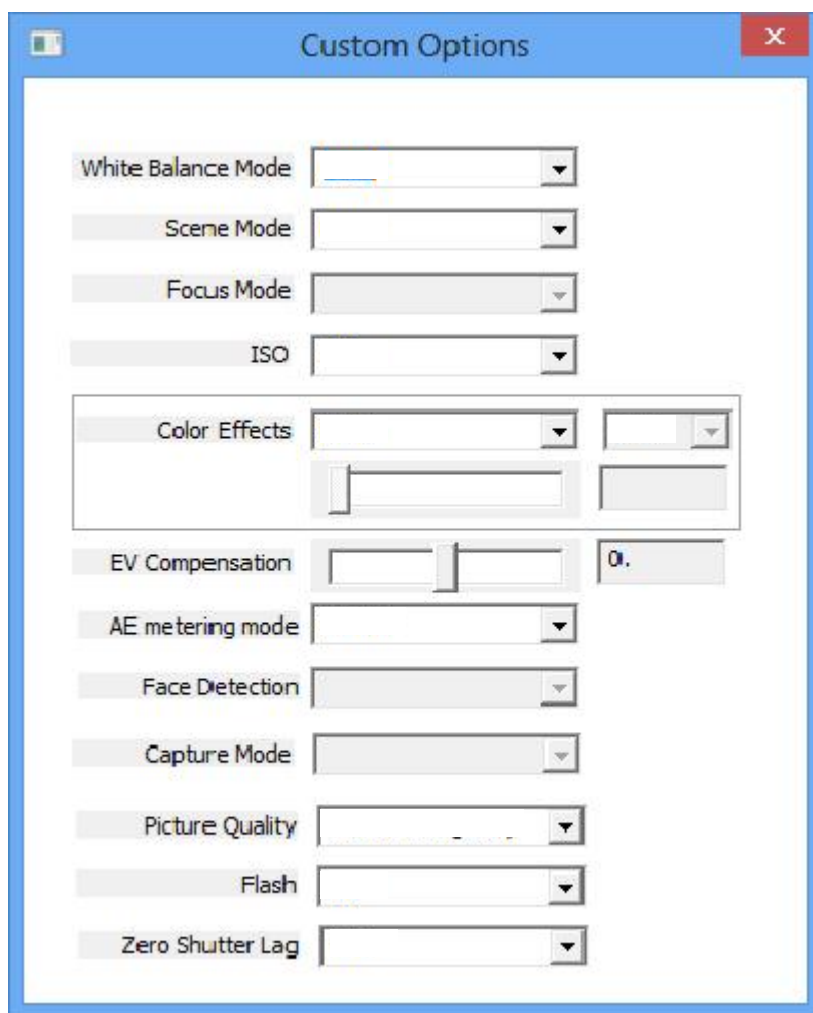 Custom Options
White Balance Mode
Scene Mode
Focus Mode
ISO
Color Effects
EV Compensation 0.
AE metering mode
Face Detection
Capture Mode
Picture Quality
Flash
Zero Shutter Lag